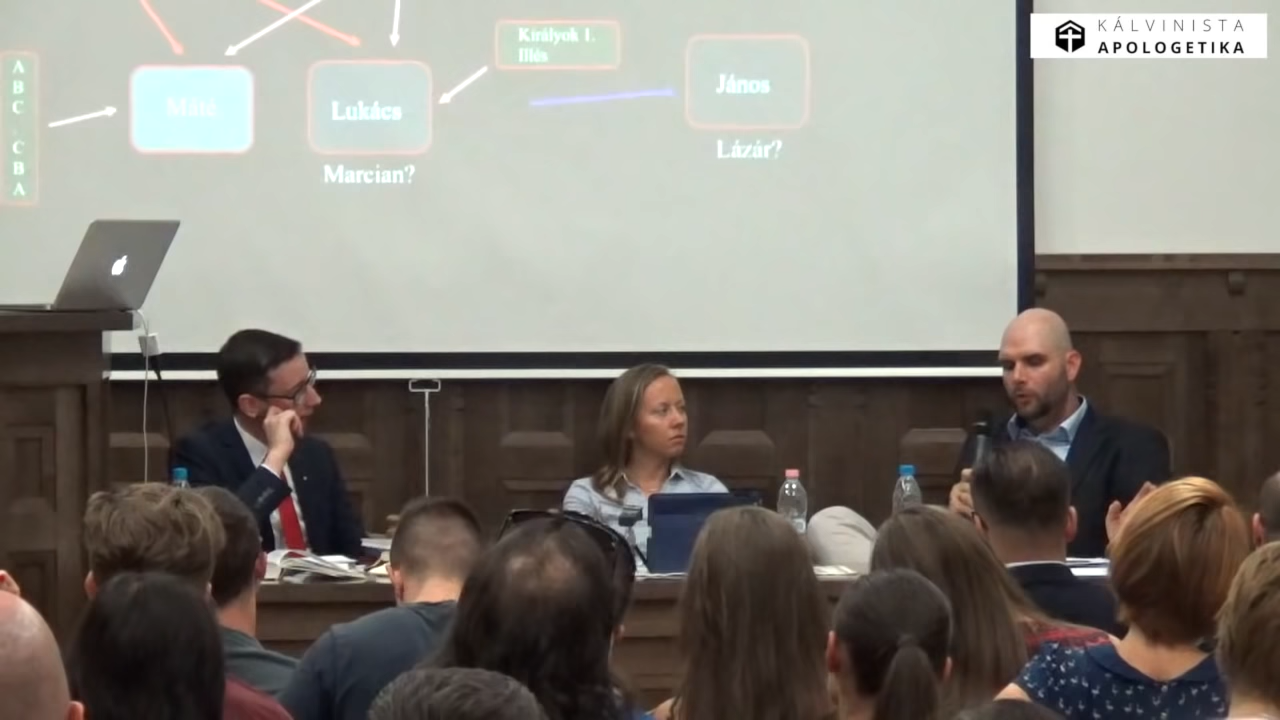 KÁLVINISTA
APOLOGETIKA
Királyok 1.
Illés
A
B
C
.
C
B
A
Máté
Lukács
János
Marcian?
Lázár?